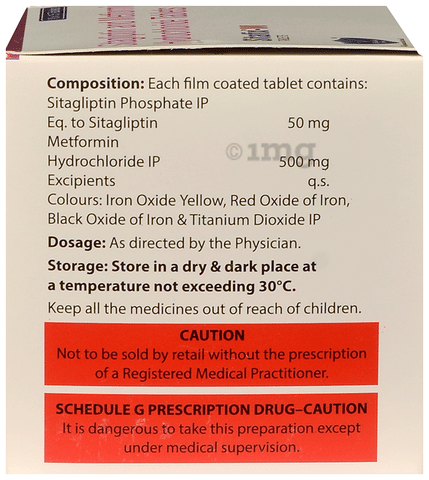 Composition: Each film coated tablet contains:
Sitagliptin Phosphate IP
Eq. to Sitagliptin 50 mg
Metformin
Hydrochloride IP 500 mg
Excipients q.s.
Colours: Iron Oxide Yellow, Red Oxide of Iron,
Black Oxide of Iron & Titanium Dioxide IP
Dosage: As directed by the Physician.
Storage: Store in a dry & dark place at
a temperature not exceeding 30°C.
Keep all the medicines out of reach of children.
CAUTION
Not to be sold by retail without the prescription
of a Registered Medical Practitioner.
SCHEDULE G PRESCRIPTION DRUG–CAUTION
It is dangerous to take this preparation except
under medical supervision.
© 1mg